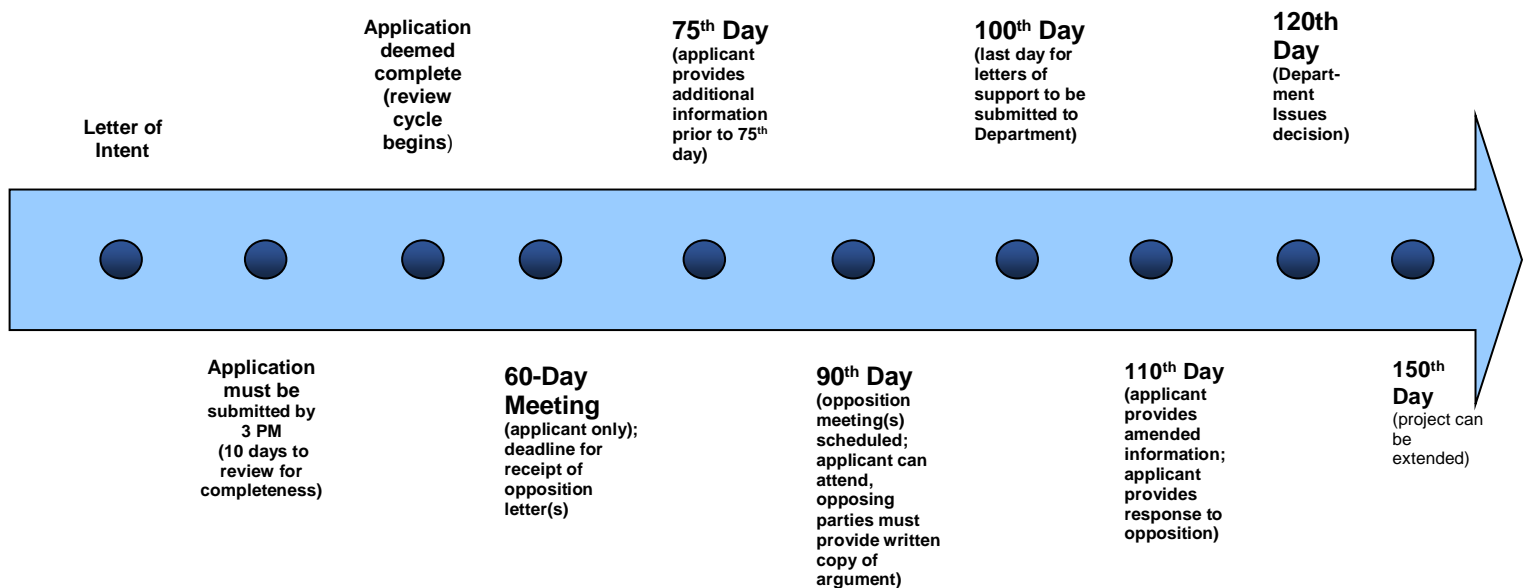 Letter of
Intent
Application
must be
submitted by
3 PM
(10 days to
review for
completeness)
Application
deemed
complete
(review
cycle
begins)
60-Day
Meeting
(applicant only);
deadline for
receipt of
opposition
letter(s)
75th Day
(applicant
provides
additional
information
prior to 75th
day)
90th Day
(opposition
meeting(s)
scheduled;
applicant can
attend,
opposing
parties must
provide written
copy of
argument)
100th Day
(last day for
letters of
support to be
submitted to
Department)
110th Day
(applicant
provides
amended
information;
applicant
provides
response to
opposition)
120th
Day
(Depart-
ment
Issues
decision)
150th
Day
(project can
be
extended)